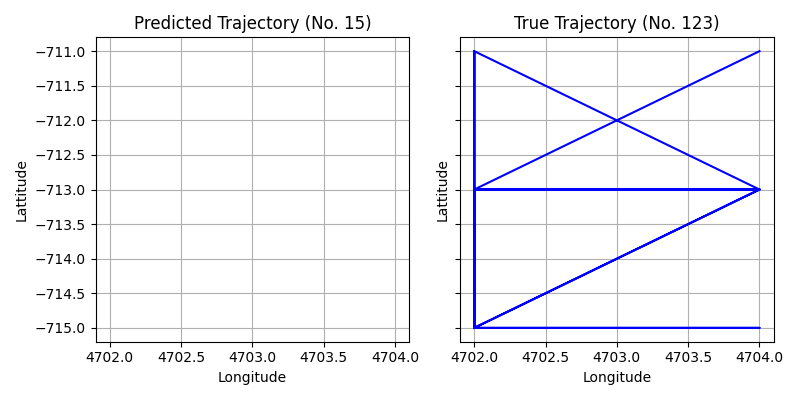 Predicted Trajectory (No. 15)
−711.0
−711.5
−712.0
−712.5
−713.0
−713.5
−714.0
−714.5
−715.0
Lattitude
4702.0 4702.5 4703.0 4703.5 4704.0
Longitude
True Trajectory (No. 123)
Lattitude
4702.0 4702.5 4703.0 4703.5 4704.0
Longitude